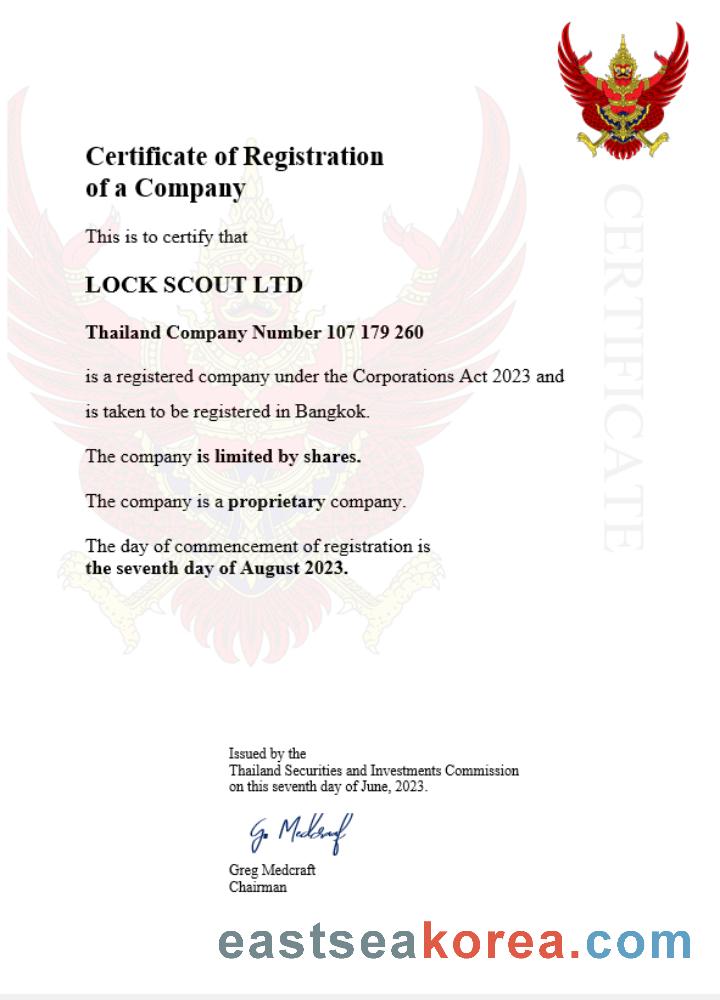 Certificate of Registration
of a Company
This is to certify that
LOCK SCOUT LTD
Thailand Company Number 107 179 260
is a registered company under the Corporations Act 2023 and
is taken to be registered in Bangkok.
The company is limited by shares.
The company is a proprietary company.
The day of commencement of registration is
the seventh day of August 2023.
CERTIFICATE
Issued by the
Thailand Securities and Investments Commission
on this seventh day of June, 2023.
G. Medcraft
Greg Medcraft
Chairman
eastseakorea.com